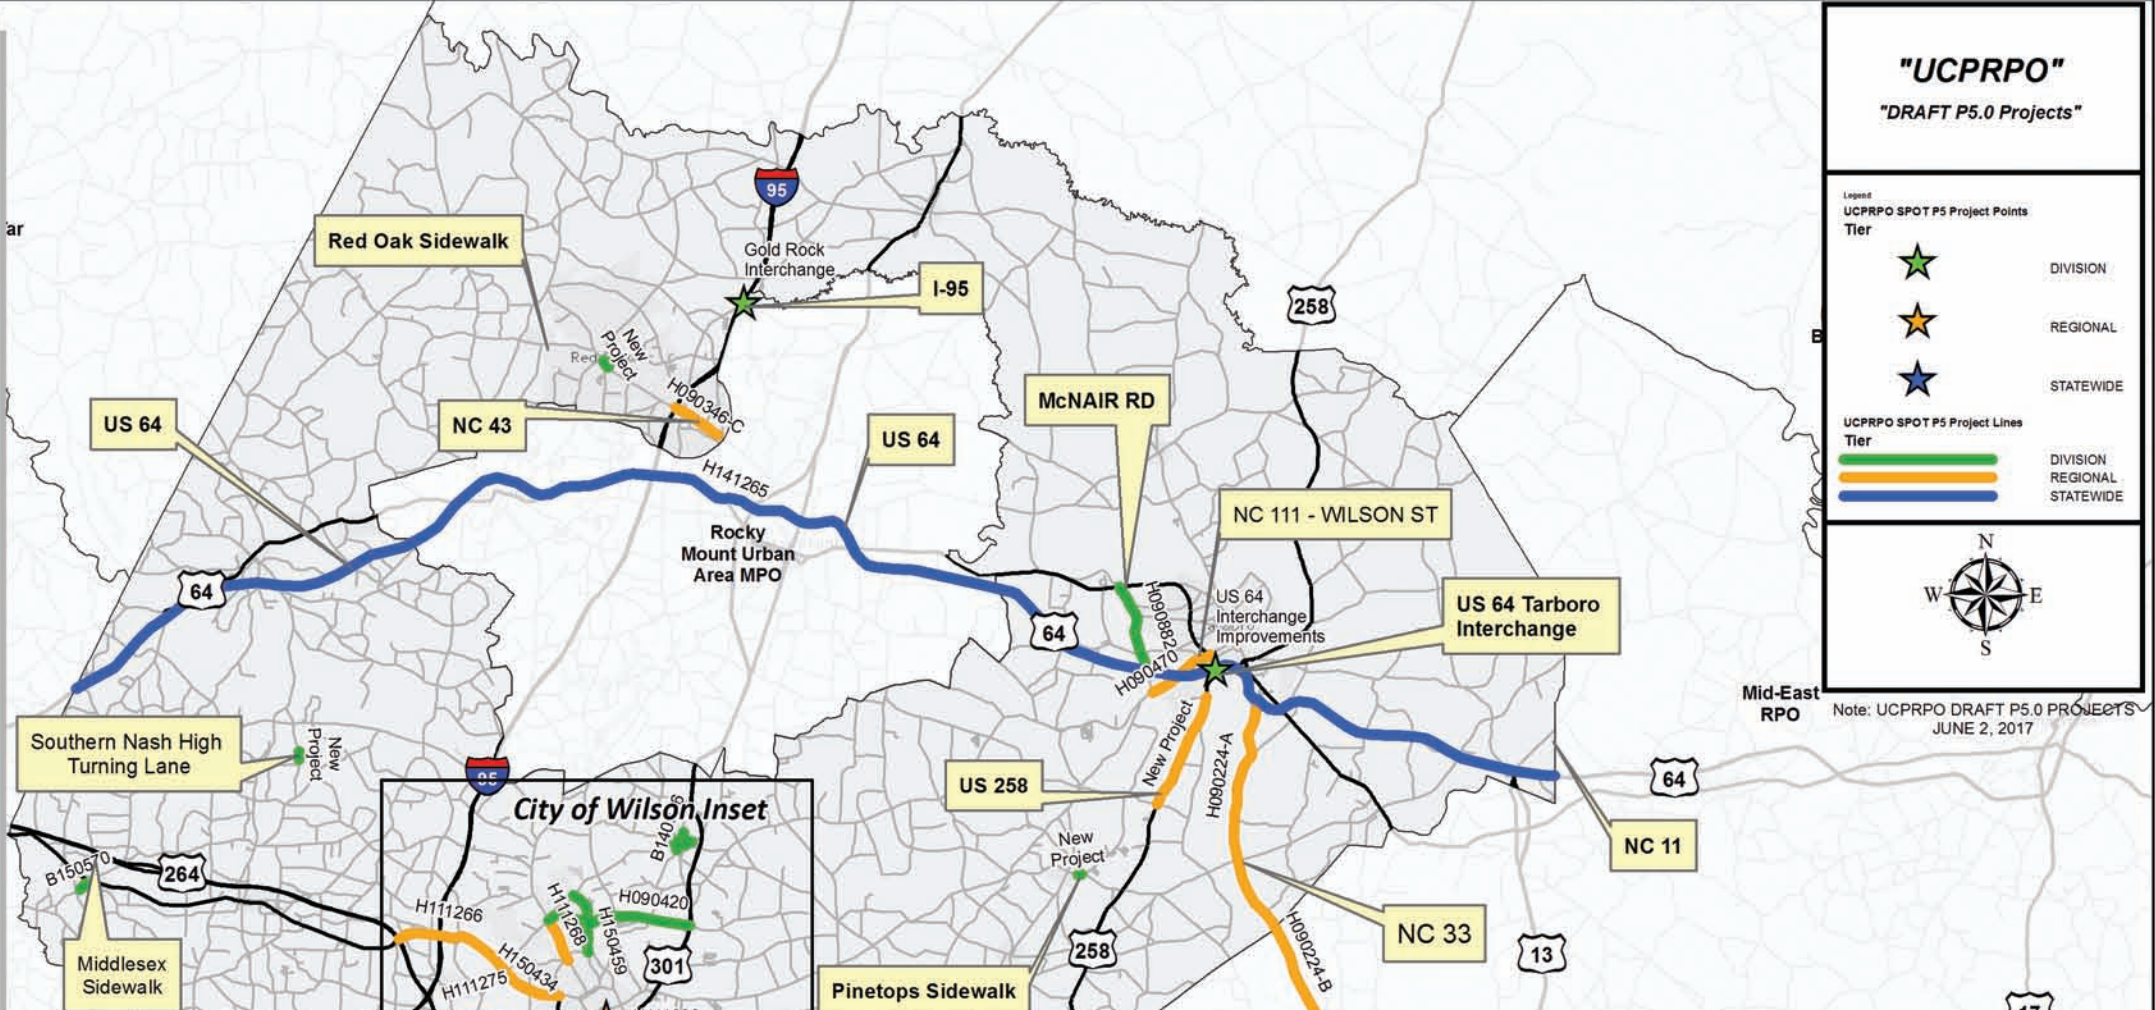 "UCPRPO"
"DRAFT P5.0 Projects"
Legend
UCPRPO SPOT P5 Project Points
Tier
DIVISION
REGIONAL
STATEWIDE
UCPRPO SPOT P5 Project Lines
Tier
DIVISION
REGIONAL
STATEWIDE
N
W
E
S
Note: UCPRPO DRAFT P5.0 PROJECTS
JUNE 2, 2017
95
Red Oak Sidewalk
Gold Rock
Interchange
I-95
258
New
Project
Red
H090346-C
NC 43
US 64
US 64
McNAIR RD
H141265
NC 111 - WILSON ST
Rocky
Mount Urban
Area MPO
64
64
H090882
US 64
Interchange
Improvements
US 64 Tarboro
Interchange
H090470
Mid-East
RPO
Southern Nash High
Turning Lane
New
Project
95
City of Wilson Inset
US 258
New Project
H090224-A
64
NC 11
New
Project
B150570
264
H111266
H111268
H150459
H090420
H150434
H111275
301
Middlesex
Sidewalk
Pinetops Sidewalk
258
NC 33
H090224-B
13
17